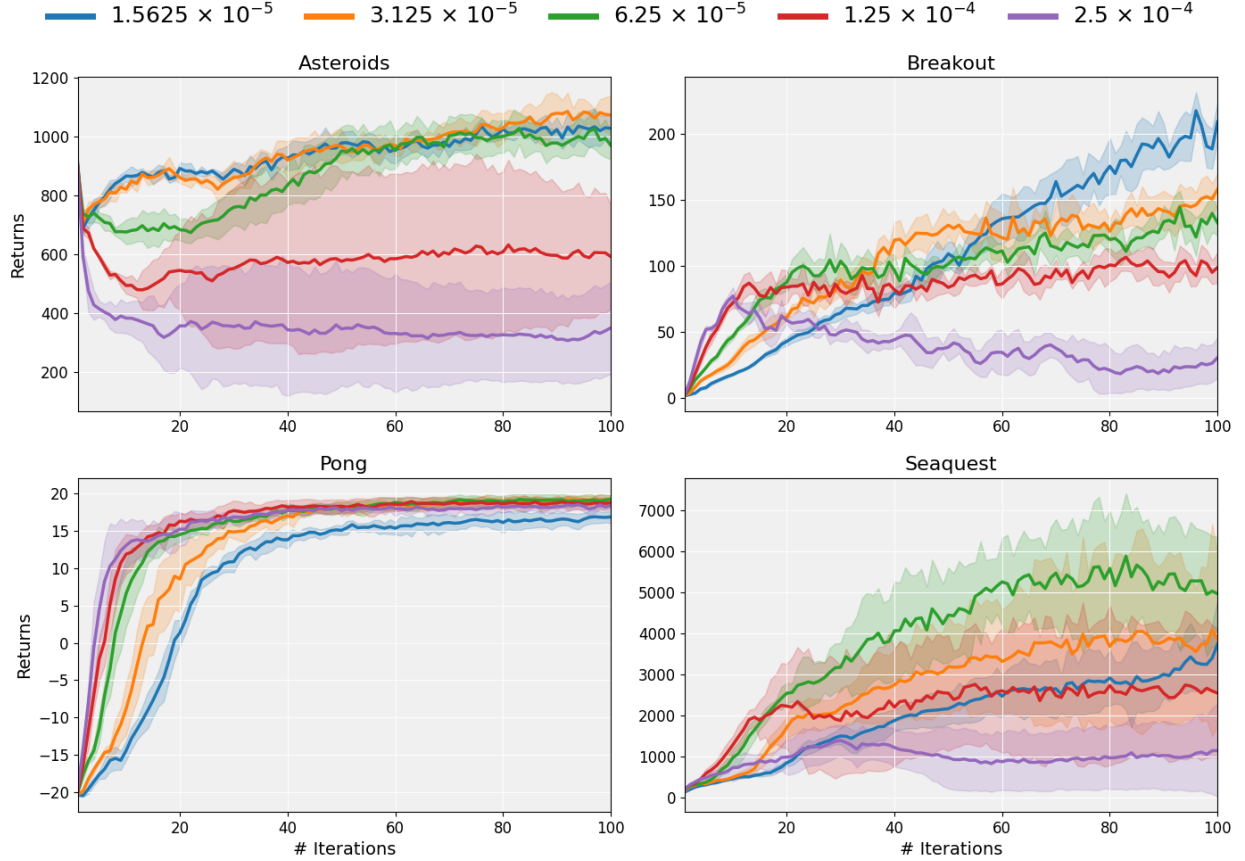 1.5625 × 10⁻⁵ 3.125 × 10⁻⁵ 6.25 × 10⁻⁵ 1.25 × 10⁻⁴ 2.5 × 10⁻⁴
Asteroids
1200
1000
800
600
400
200
Returns
20 40 60 80 100
Breakout
200
150
100
50
0
20 40 60 80 100
Pong
20
15
10
5
0
−5
−10
−15
−20
Returns
20 40 60 80 100
# Iterations
Seaquest
7000
6000
5000
4000
3000
2000
1000
0
20 40 60 80 100
# Iterations